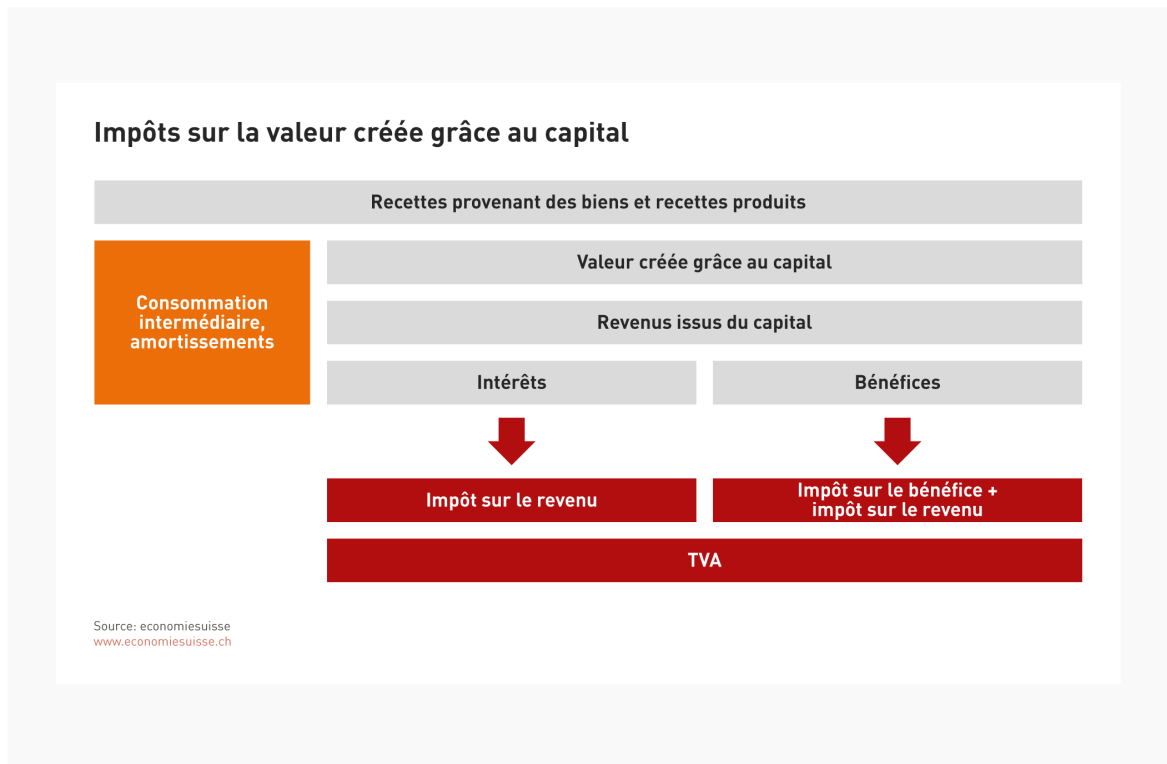 Impôts sur la valeur créée grâce au capital
Recettes provenant des biens et recettes produits
Consommation
intermédiaire,
amortissements
Valeur créée grâce au capital
Revenus issus du capital
Intérêts
Bénéfices
Impôt sur le revenu
Impôt sur le bénéfice +
impôt sur le revenu
TVA
Source: economiesuisse
www.economiesuisse.ch